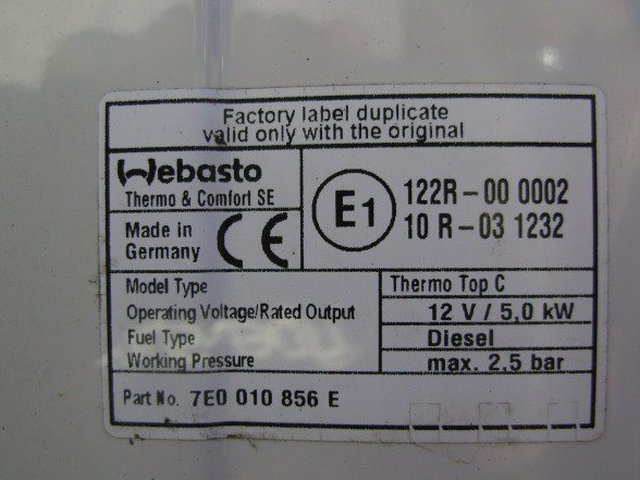 Factory label duplicate
valid only with the original
Webasto
Thermo & Comfort SE
Made in
Germany
CE
E1
122R-00 0002
10 R-03 1232
Model Type Thermo Top C
Operating Voltage/Rated Output 12 V / 5,0 kW
Fuel Type Diesel
Working Pressure max. 2,5 bar
Part No. 7E0 010 856 E